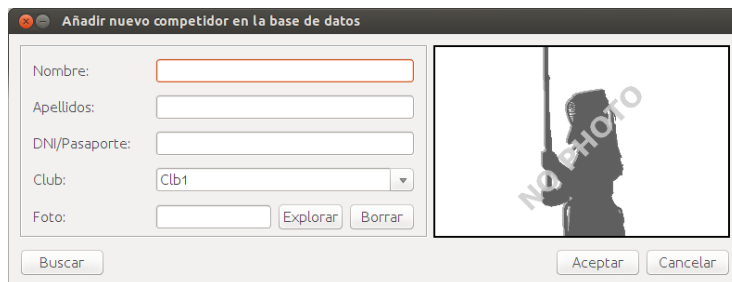 Añadir nuevo competidor en la base de datos
Nombre:
Apellidos:
DNI/Pasaporte:
Club: Clb1
Foto: Explorar Borrar
NO PHOTO
Buscar Aceptar Cancelar